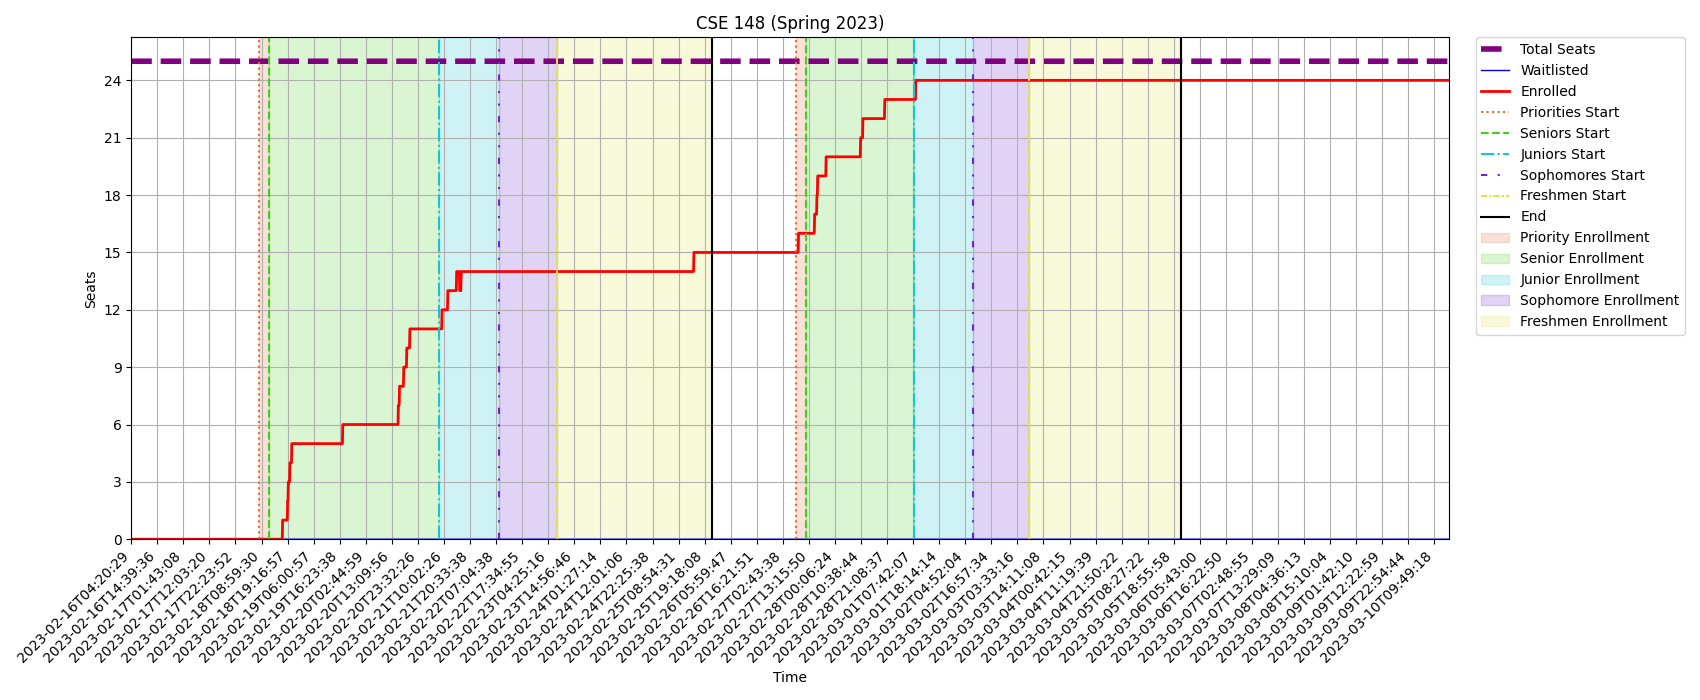 CSE 148 (Spring 2023)
Seats
24
21
18
15
12
9
6
3
0
2023-02-16T04:20:29
2023-02-16T14:39:36
2023-02-17T01:43:08
2023-02-17T12:03:20
2023-02-17T22:23:52
2023-02-18T08:59:30
2023-02-18T19:16:57
2023-02-19T06:00:57
2023-02-19T16:23:38
2023-02-20T02:44:59
2023-02-20T13:09:56
2023-02-20T23:32:26
2023-02-21T10:02:26
2023-02-21T20:33:38
2023-02-22T07:04:38
2023-02-22T17:34:55
2023-02-23T04:25:16
2023-02-23T14:56:46
2023-02-24T01:27:14
2023-02-24T12:01:06
2023-02-24T22:25:38
2023-02-25T08:54:31
2023-02-25T19:18:08
2023-02-26T05:59:47
2023-02-26T16:21:51
2023-02-27T02:43:38
2023-02-27T13:15:50
2023-02-28T00:06:24
2023-02-28T10:38:44
2023-02-28T21:08:37
2023-03-01T07:42:07
2023-03-01T18:14:14
2023-03-02T04:52:04
2023-03-02T16:57:34
2023-03-03T03:33:16
2023-03-03T14:11:08
2023-03-04T00:42:15
2023-03-04T11:19:39
2023-03-04T21:50:22
2023-03-05T08:27:22
2023-03-05T18:55:58
2023-03-06T05:43:00
2023-03-06T16:22:50
2023-03-07T02:48:55
2023-03-07T13:29:09
2023-03-08T04:36:13
2023-03-08T15:10:04
2023-03-09T01:42:10
2023-03-09T12:22:59
2023-03-09T22:54:44
2023-03-10T09:49:18
Time
Total Seats
Waitlisted
Enrolled
Priorities Start
Seniors Start
Juniors Start
Sophomores Start
Freshmen Start
End
Priority Enrollment
Senior Enrollment
Junior Enrollment
Sophomore Enrollment
Freshmen Enrollment